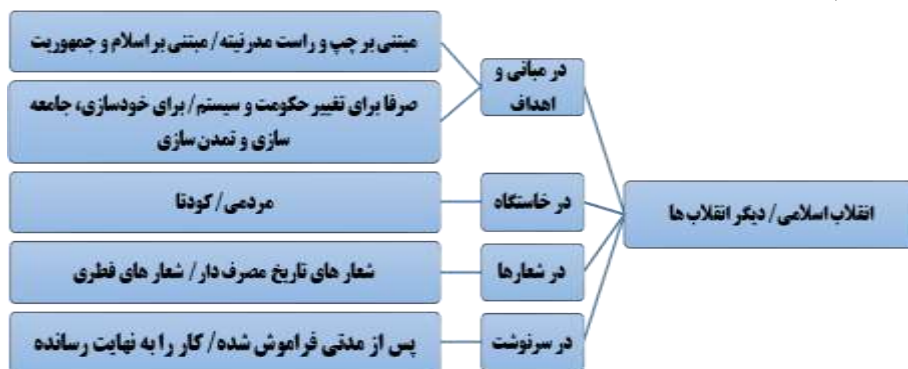 انقلاب اسلامی/ دیگر انقلاب‌ها
در مبانی و
اهداف
مبتنی بر چپ و راست مدرنیته/ مبتنی بر اسلام و جمهوریت
صرفا برای تغییر حکومت و سیستم/ برای خودسازی، جامعه
سازی و تمدن سازی
در خاستگاه
مردمی/ کودتا
در شعارها
شعار های تاریخ مصرف دار/ شعار های فطری
در سرنوشت
پس از مدتی فراموش شده/ کار را به نهایت رسانده